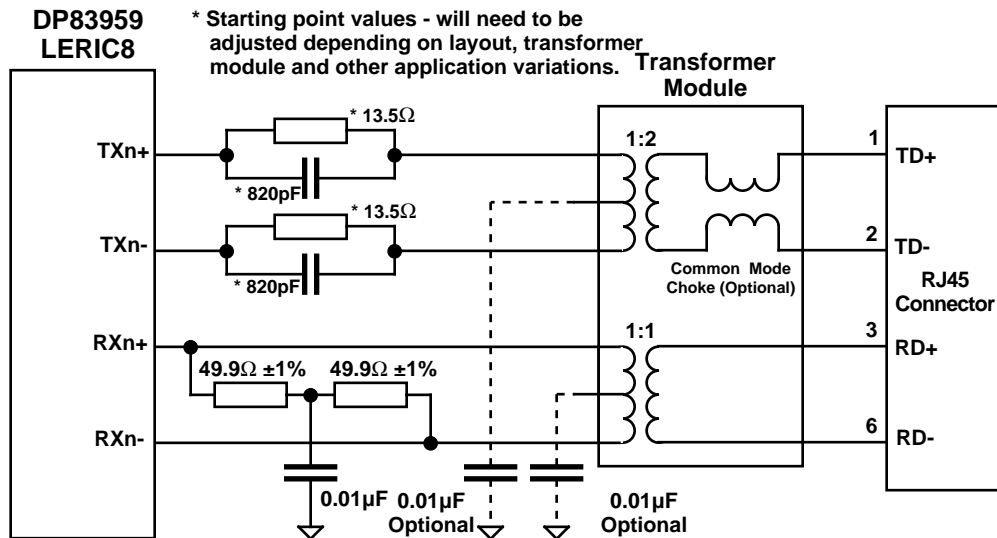 DP83959
LERIC8
* Starting point values - will need to be
adjusted depending on layout, transformer
module and other application variations.
Transformer
Module
* 13.5Ω
TXn+
* 820pF
* 13.5Ω
TXn-
* 820pF
1:2
1
TD+
2
TD-
Common Mode
Choke (Optional)
RJ45
Connector
RXn+
1:1
3
RD+
49.9Ω ±1%
49.9Ω ±1%
RXn-
6
RD-
0.01µF
0.01µF
Optional
0.01µF
Optional